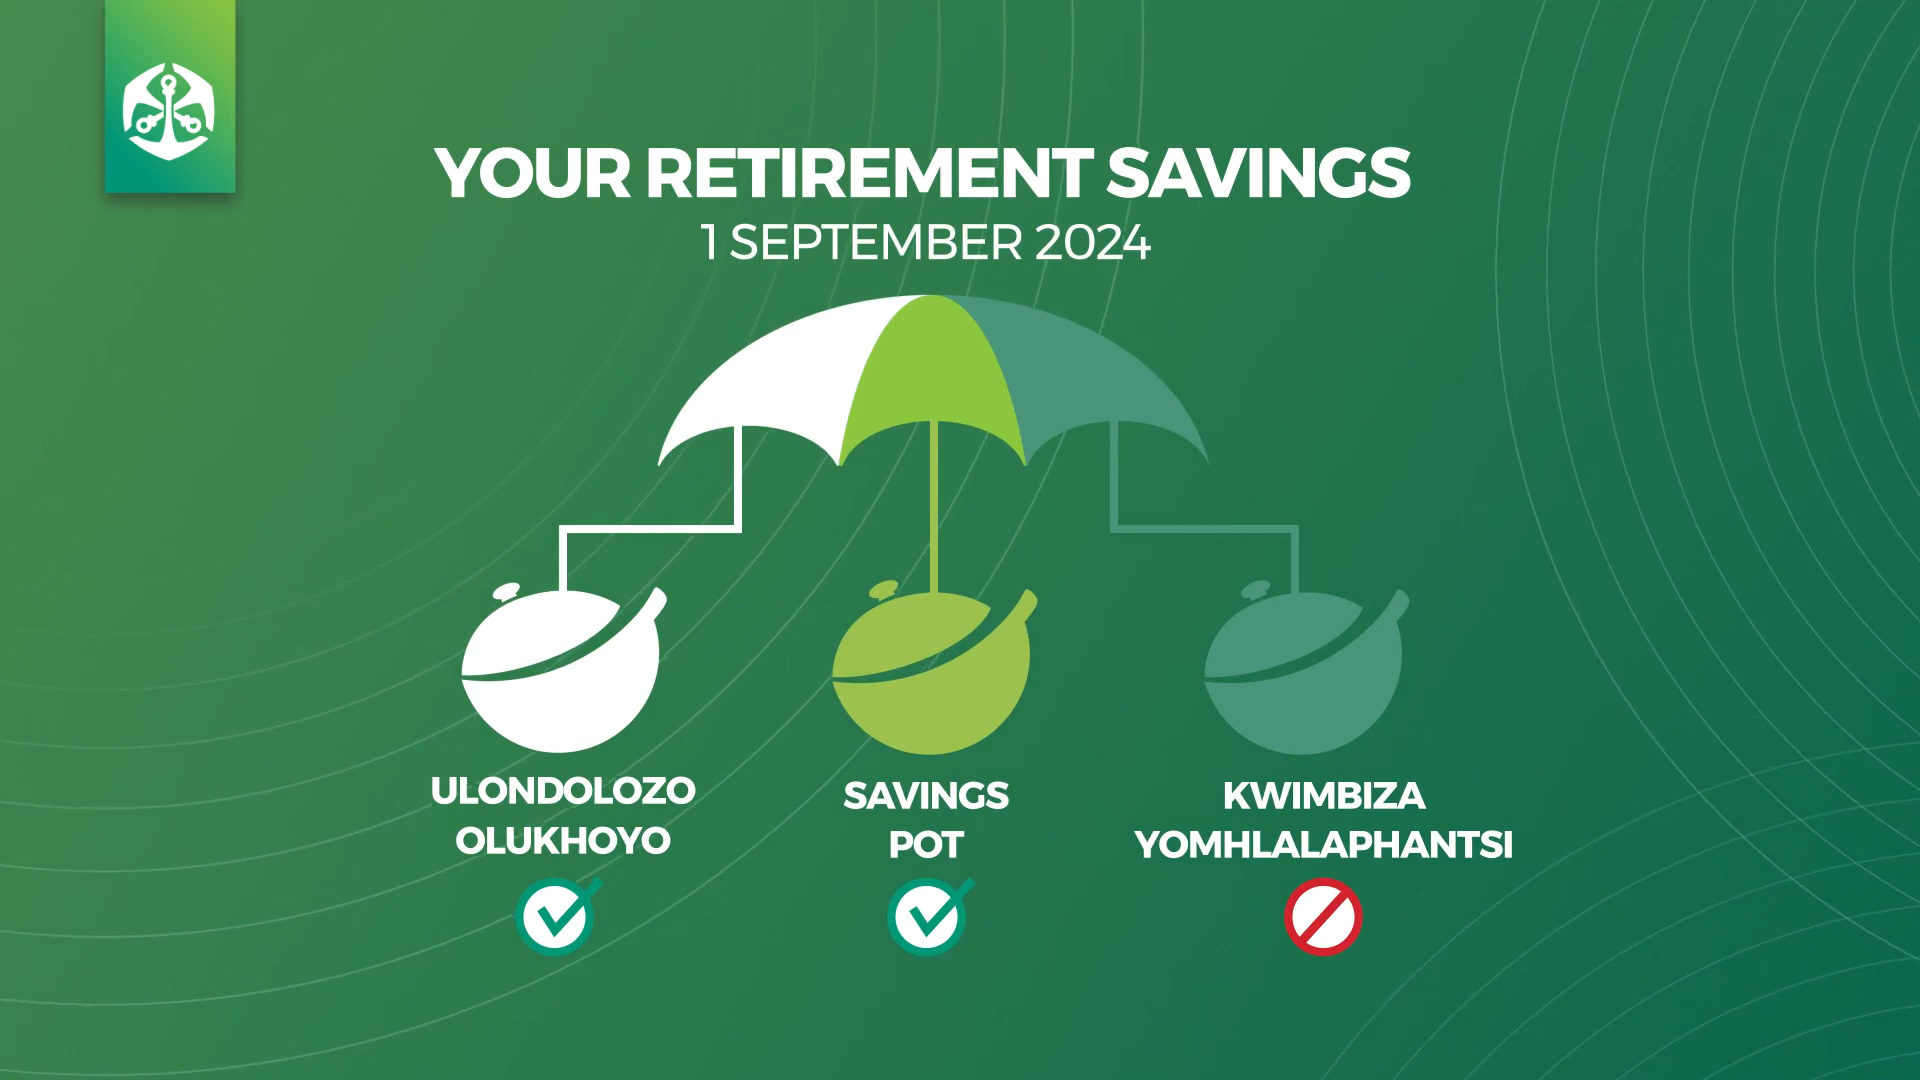 YOUR RETIREMENT SAVINGS
1 SEPTEMBER 2024
ULONDOLOZO
OLUKHOYO
SAVINGS
POT
KWIMBIZA
YOMHLALAPHANTSI